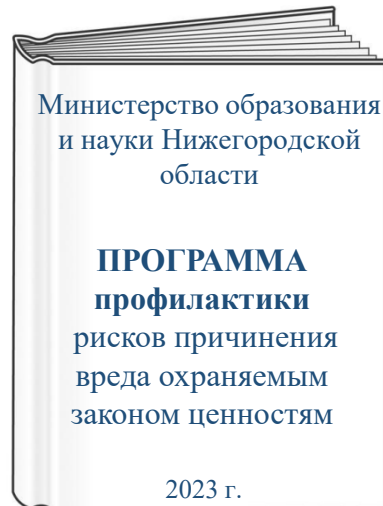 Министерство образования
и науки Нижегородской
области
ПРОГРАММА
профилактики
рисков причинения
вреда охраняемым
законом ценностям
2023 г.